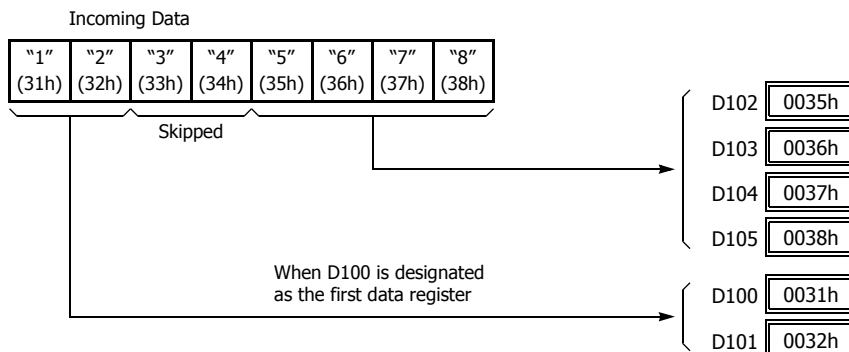 Incoming Data
“1” “2” “3” “4” “5” “6” “7” “8”
(31h) (32h) (33h) (34h) (35h) (36h) (37h) (38h)
Skipped
D102 0035h
D103 0036h
D104 0037h
D105 0038h
When D100 is designated
as the first data register
D100 0031h
D101 0032h